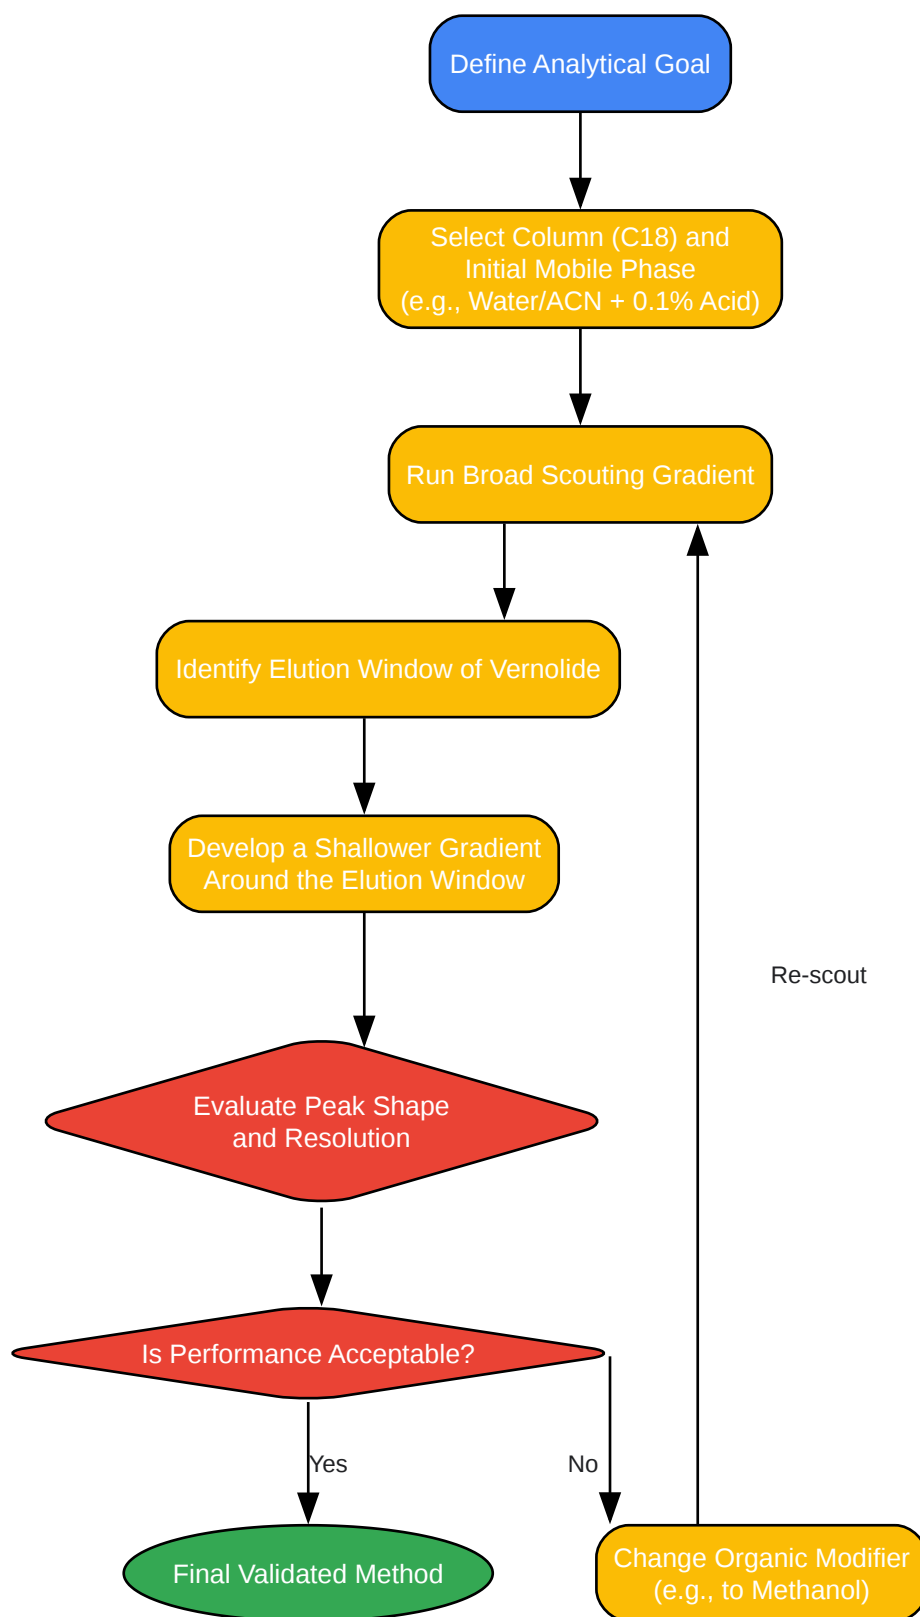 Define Analytical Goal
Select Column (C18) and
Initial Mobile Phase
(e.g., Water/ACN + 0.1% Acid)
Run Broad Scouting Gradient
Identify Elution Window of Vernolide
Develop a Shallower Gradient
Around the Elution Window
Re-scout
Evaluate Peak Shape
and Resolution
Is Performance Acceptable?
Yes
No
Final Validated Method
Change Organic Modifier
(e.g., to Methanol)